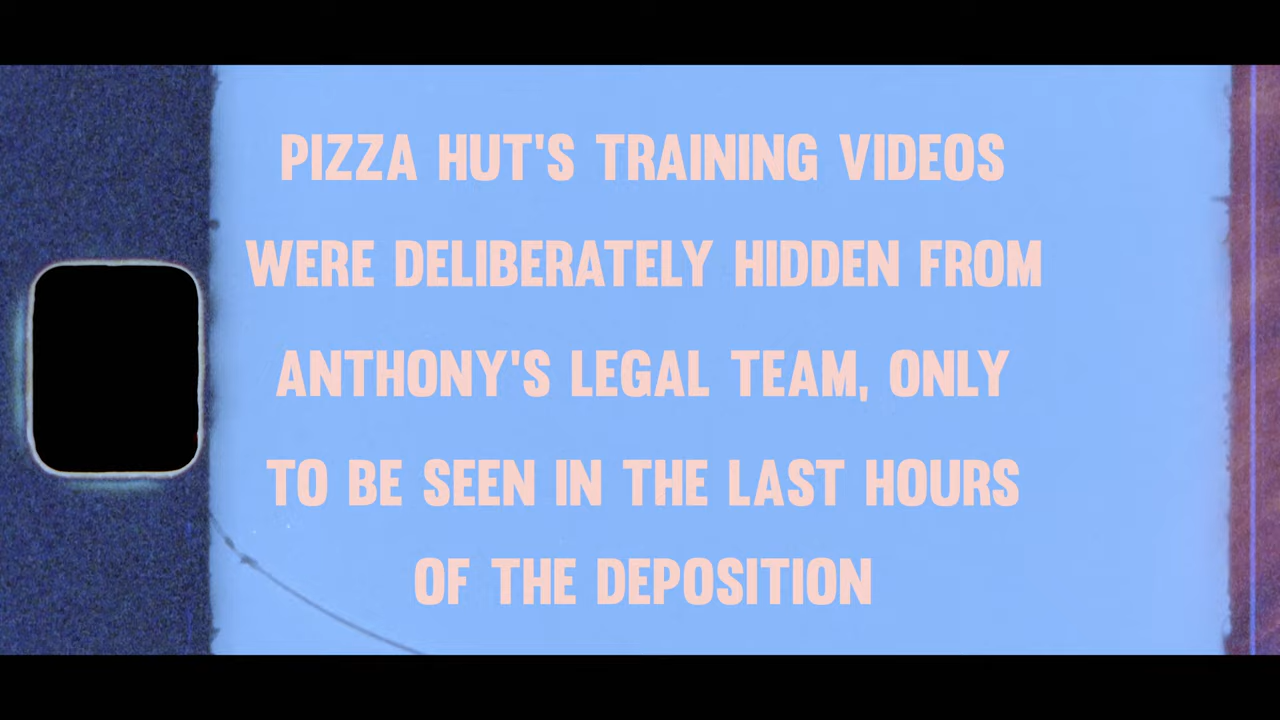 PIZZA HUT'S TRAINING VIDEOS
WERE DELIBERATELY HIDDEN FROM
ANTHONY'S LEGAL TEAM, ONLY
TO BE SEEN IN THE LAST HOURS
OF THE DEPOSITION